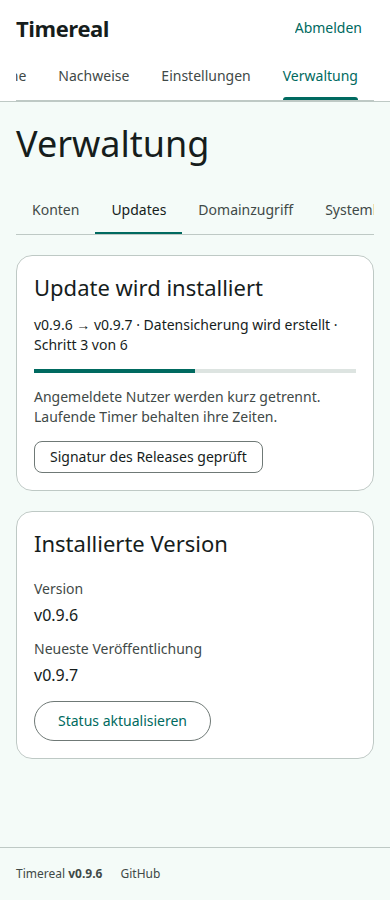 Timereal
Abmelden
Nachweise
Einstellungen
Verwaltung
Verwaltung
Konten
Updates
Domainzugriff
Update wird installiert
v0.9.6 → v0.9.7 · Datensicherung wird erstellt ·
Schritt 3 von 6
Angemeldete Nutzer werden kurz getrennt.
Laufende Timer behalten ihre Zeiten.
Signatur des Releases geprüft
Installierte Version
Version
v0.9.6
Neueste Veröffentlichung
v0.9.7
Status aktualisieren
Timereal v0.9.6
GitHub